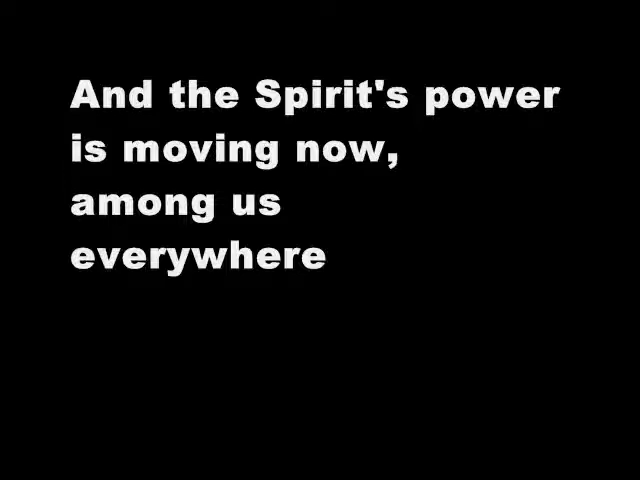 And the Spirit's power
is moving now,
among us
everywhere